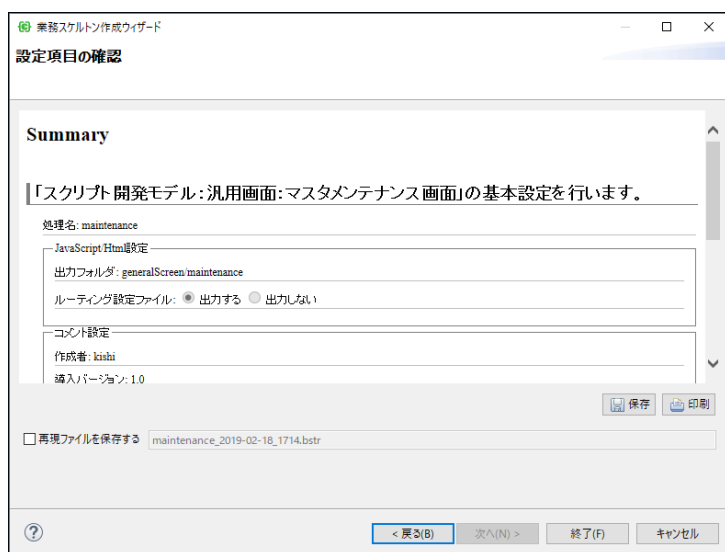 業務スケルトン作成ウィザード
設定項目の確認
Summary
「スクリプト開発モデル:汎用画面:マスタメンテナンス画面」の基本設定を行います。
処理名: maintenance
JavaScript/Html設定
出力フォルダ: generalScreen/maintenance
ルーティング設定ファイル: 出力する 出力しない
コメント設定
作成者: kishi
導入バージョン: 1.0
保存 印刷
再現ファイルを保存する maintenance_2019-02-18_1714.bstr
< 戻る(B) 次へ(N) > 終了(F) キャンセル